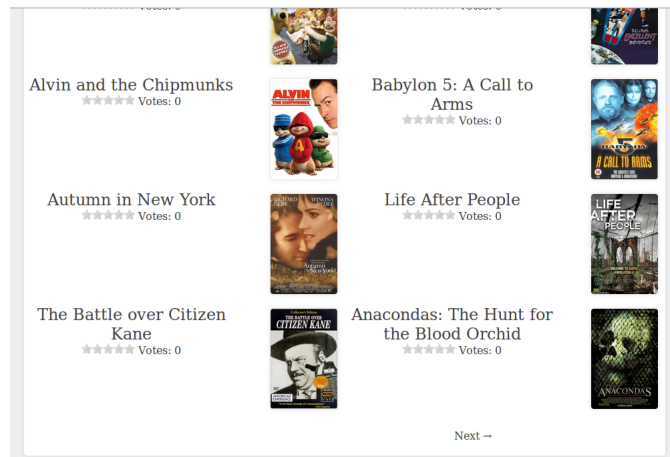 Votes: 0
Votes: 0
Alvin and the Chipmunks
Votes: 0
ALVIN
AND THE CHIPMUNKS
Babylon 5: A Call to
Arms
Votes: 0
BABYLON
5
A CALL TO ARMS
Autumn in New York
Votes: 0
RICHARD GERE WINONA RYDER
Autumn
in New York
Life After People
Votes: 0
LIFE
AFTER
PEOPLE
The Battle over Citizen
Kane
Votes: 0
THE BATTLE OVER
CITIZEN KANE
Anacondas: The Hunt for
the Blood Orchid
Votes: 0
ANACONDAS
Next →